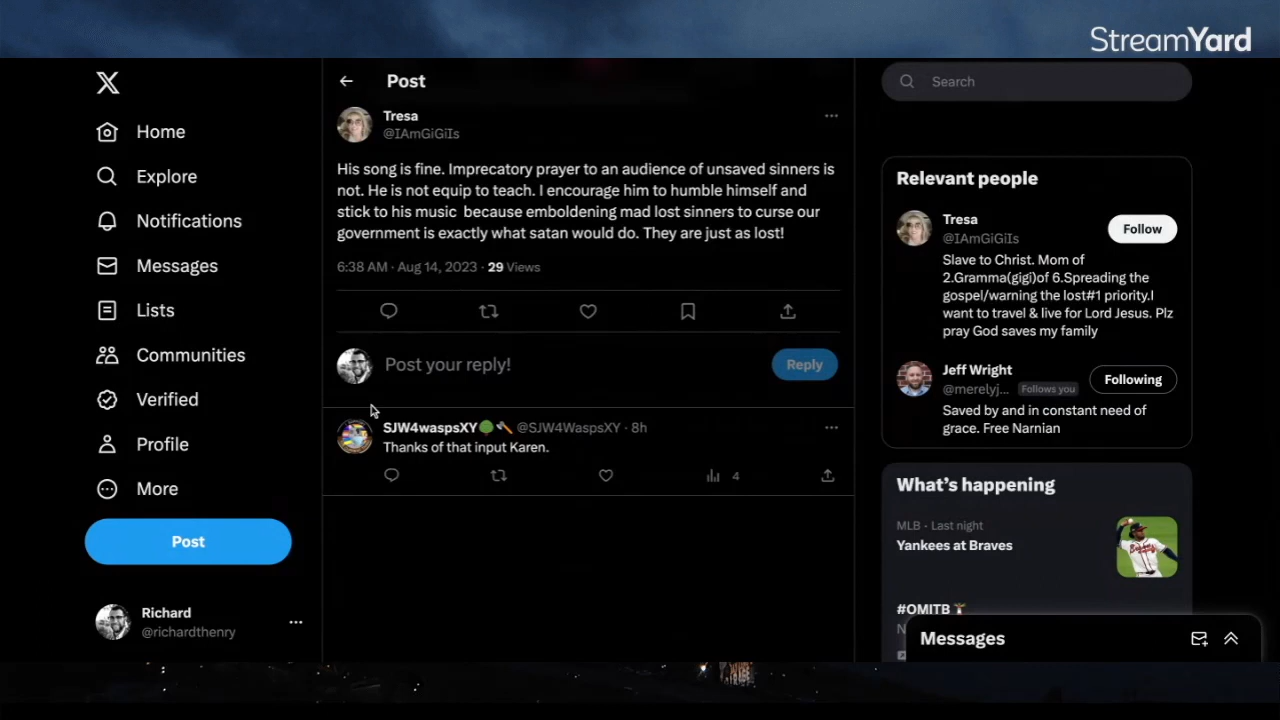 StreamYard
Home
Explore
Notifications
Messages
Lists
Communities
Verified
Profile
More
Post
Richard
@richardthenry
Post
Tresa
@IAmGiGiIs
His song is fine. Imprecatory prayer to an audience of unsaved sinners is
not. He is not equip to teach. I encourage him to humble himself and
stick to his music because emboldening mad lost sinners to curse our
government is exactly what satan would do. They are just as lost!
6:38 AM · Aug 14, 2023 · 29 Views
Post your reply!
Reply
SJW4waspsXY @SJW4WaspsXY · 8h
Thanks of that input Karen.
4
Search
Relevant people
Tresa
@IAmGiGiIs
Follow
Slave to Christ. Mom of
2.Gramma(gigi)of 6.Spreading the
gospel/warning the lost#1 priority.I
want to travel & live for Lord Jesus. Plz
pray God saves my family
Jeff Wright
@merelyj... Follows you
Following
Saved by and in constant need of
grace. Free Narnian
What's happening
MLB · Last night
Yankees at Braves
#OMITB
N
Messages